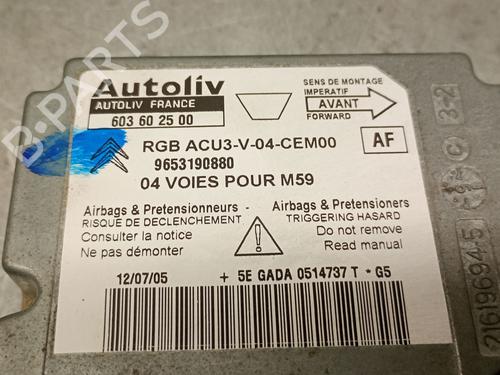 Autoliv
AUTOLIV FRANCE
603 60 25 00
SENS DE MONTAGE
IMPERATIF
AVANT
FORWARD
RGB ACU3-V-04-CEM00
AF
9653190880
04 VOIES POUR M59
Airbags & Pretensionneurs
RISQUE DE DECLENCHEMENT
Consulter la notice
Ne pas démonter
Airbags & Pretensioners
TRIGGERING HASARD
Do not remove
Read manual
12/07/05
+ 5E GADA 0514737 T * G5
C 3-2
21619694-5
B-PARTS